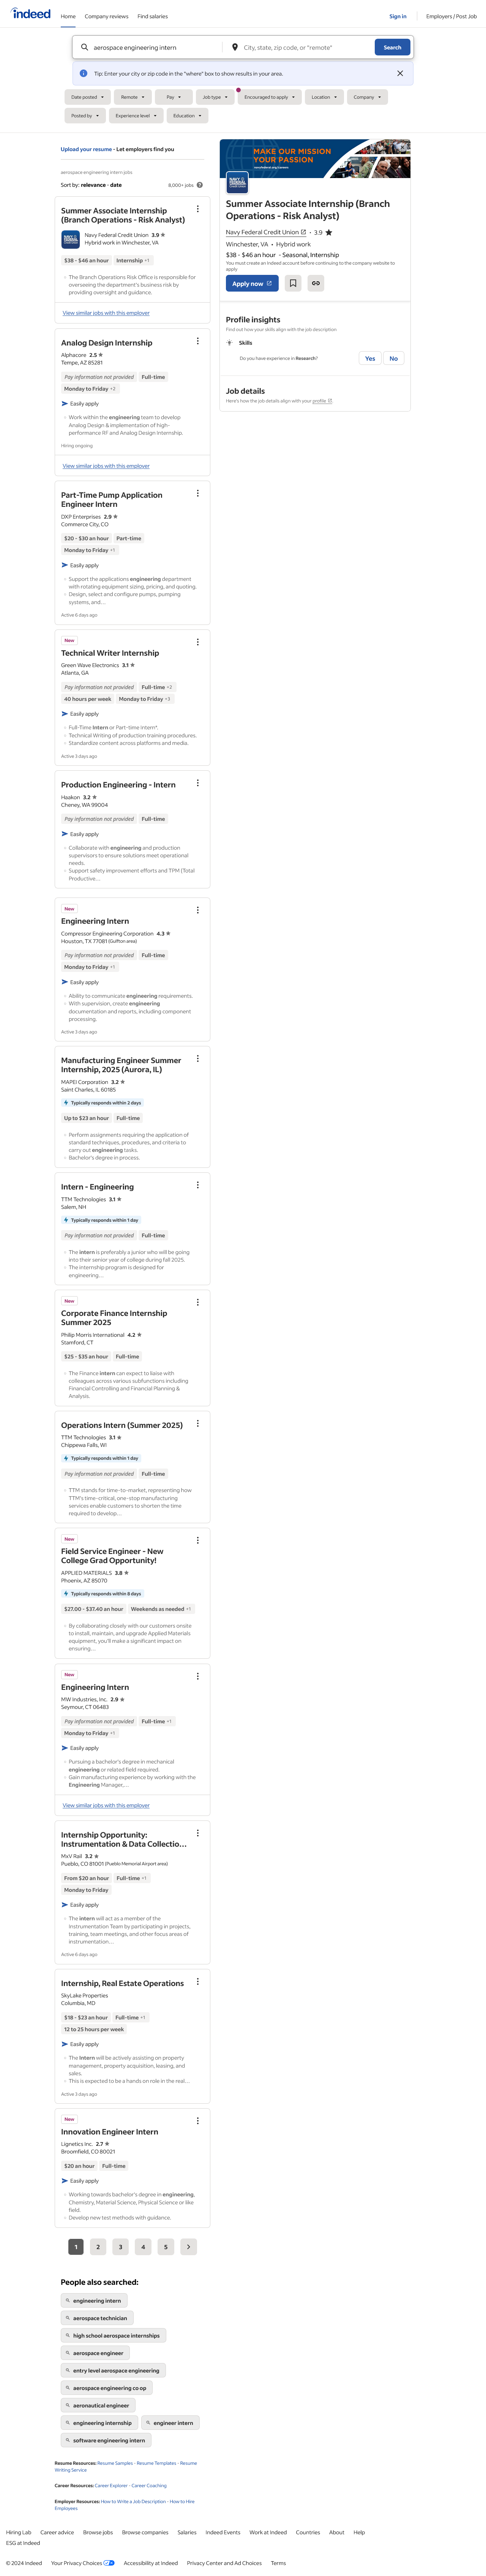 indeed
Home
Company reviews
Find salaries
Sign in
Employers / Post Job
aerospace engineering intern
City, state, zip code, or "remote"
Search
Tip: Enter your city or zip code in the "where" box to show results in your area.
Date posted
Remote
Pay
Job type
Encouraged to apply
Location
Company
Posted by
Experience level
Education
Upload your resume - Let employers find you
aerospace engineering intern jobs
Sort by: relevance - date
8,000+ jobs
Summer Associate Internship
(Branch Operations - Risk Analyst)
Navy Federal Credit Union 3.9
Hybrid work in Winchester, VA
$38 - $46 an hour
Internship +1
The Branch Operations Risk Office is responsible for
overseeing the department's business risk by
providing oversight and guidance.
View similar jobs with this employer
Analog Design Internship
Alphacore 2.5
Tempe, AZ 85281
Pay information not provided
Full-time
Monday to Friday +3
Easily apply
Work within the engineering team to develop
Analog Design & implementation of high-
performance RF and Analog Design Internship.
Hiring ongoing
View similar jobs with this employer
Part-Time Pump Application
Engineer Intern
DXP Enterprises 2.9
Commerce City, CO
$20 - $30 an hour
Part-time
Monday to Friday +1
Easily apply
Support the applications engineering department
with rotating equipment sizing, pricing, and quoting.
Design, select and configure pumps, pumping
systems, and…
Active 6 days ago
New
Technical Writer Internship
Green Wave Electronics 3.1
Atlanta, GA
Pay information not provided
Full-time +2
40 hours per week
Monday to Friday +3
Easily apply
Full-Time Intern or Part-time intern*.
Technical Writing of production training procedures.
Standardize content across platforms and media.
Active 3 days ago
Production Engineering - Intern
Haakon 3.2
Cheney, WA 99004
Pay information not provided
Full-time
Easily apply
Collaborate with engineering and production
supervisors to ensure solutions meet operational
needs.
Support safety improvement efforts and TPM (Total
Productive…
New
Engineering Intern
Compressor Engineering Corporation 4.3
Houston, TX 77081 (Gulfton area)
Pay information not provided
Full-time
Monday to Friday +1
Easily apply
Ability to communicate engineering requirements.
With supervision, create engineering
documentation and reports, including component
processing.
Active 3 days ago
Manufacturing Engineer Summer
Internship, 2025 (Aurora, IL)
MAPEI Corporation 3.2
Saint Charles, IL 60185
Typically responds within 2 days
Up to $23 an hour
Full-time
Perform assignments requiring the application of
standard techniques, procedures, and criteria to
carry out engineering tasks.
Bachelor's degree in process.
Intern - Engineering
TTM Technologies 3.1
Salem, NH
Typically responds within 1 day
Pay information not provided
Full-time
The intern is preferably a junior who will be going
into their senior year of college during fall 2025.
The internship program is designed for
engineering…
New
Corporate Finance Internship
Summer 2025
Philip Morris International 4.2
Stamford, CT
$25 - $35 an hour
Full-time
The Finance intern can expect to liaise with
colleagues across various subfunctions including
Financial Controlling and Financial Planning &
Analysis.
Operations Intern (Summer 2025)
TTM Technologies 3.1
Chippewa Falls, WI
Typically responds within 1 day
Pay information not provided
Full-time
TTM stands for time-to-market, representing how
TTM's time-critical, one-stop manufacturing
services enable customers to shorten the time
required to develop…
New
Field Service Engineer - New
College Grad Opportunity!
APPLIED MATERIALS 3.8
Phoenix, AZ 85070
Typically responds within 8 days
$27.00 - $37.40 an hour
Weekends as needed +1
By collaborating closely with our customers onsite
to install, maintain, and upgrade Applied Materials
equipment, you'll make a significant impact on
ensuring…
New
Engineering Intern
MW Industries, Inc. 2.9
Seymour, CT 06483
Pay information not provided
Full-time +1
Monday to Friday +1
Easily apply
Pursuing a bachelor's degree in mechanical
engineering or related field required.
Gain manufacturing experience by working with the
Engineering Manager,…
View similar jobs with this employer
Internship Opportunity:
Instrumentation & Data Collectio…
MxV Rail 3.2
Pueblo, CO 81001 (Pueblo Memorial Airport area)
From $20 an hour
Full-time +1
Monday to Friday
Easily apply
The Intern will act as a member of the
Instrumentation Team by participating in projects,
training, team meetings, and other focus areas of
instrumentation…
Active 6 days ago
Internship, Real Estate Operations
SkyLake Properties
Columbia, MD
$18 - $23 an hour
Full-time +1
12 to 25 hours per week
Easily apply
The Intern will be actively assisting on property
management, property acquisition, leasing, and
sales.
This is expected to be a hands on role in the real…
Active 3 days ago
New
Innovation Engineer Intern
Lignetics Inc. 2.7
Broomfield, CO 80021
$20 an hour
Full-time
Easily apply
Working towards bachelor's degree in engineering,
Chemistry, Material Science, Physical Science or like
field.
Develop new test methods with guidance.
1
2
3
4
5
People also searched:
engineering intern
aerospace technician
high school aerospace internships
aerospace engineer
entry level aerospace engineering
aerospace engineering co op
aeronautical engineer
engineering internship
engineer intern
software engineering intern
Resume Resources: Resume Samples - Resume Templates - Resume
Writing Service
Career Resources: Career Explorer - Career Coaching
Employer Resources: How to Write a Job Description - How to Hire
Employees
MAKE OUR MISSION
YOUR PASSION
Summer Associate Internship (Branch
Operations - Risk Analyst)
Navy Federal Credit Union
3.9
Winchester, VA • Hybrid work
$38 - $46 an hour - Seasonal, Internship
You must create an Indeed account before continuing to the company website to
apply
Apply now
Profile insights
Find out how your skills align with the job description
Skills
Do you have experience in Research?
Yes
No
Job details
Here's how the job details align with your profile
Hiring Lab
Career advice
Browse jobs
Browse companies
Salaries
Indeed Events
Work at Indeed
Countries
About
Help
ESG at Indeed
© 2024 Indeed
Your Privacy Choices
Accessibility at Indeed
Privacy Center and Ad Choices
Terms